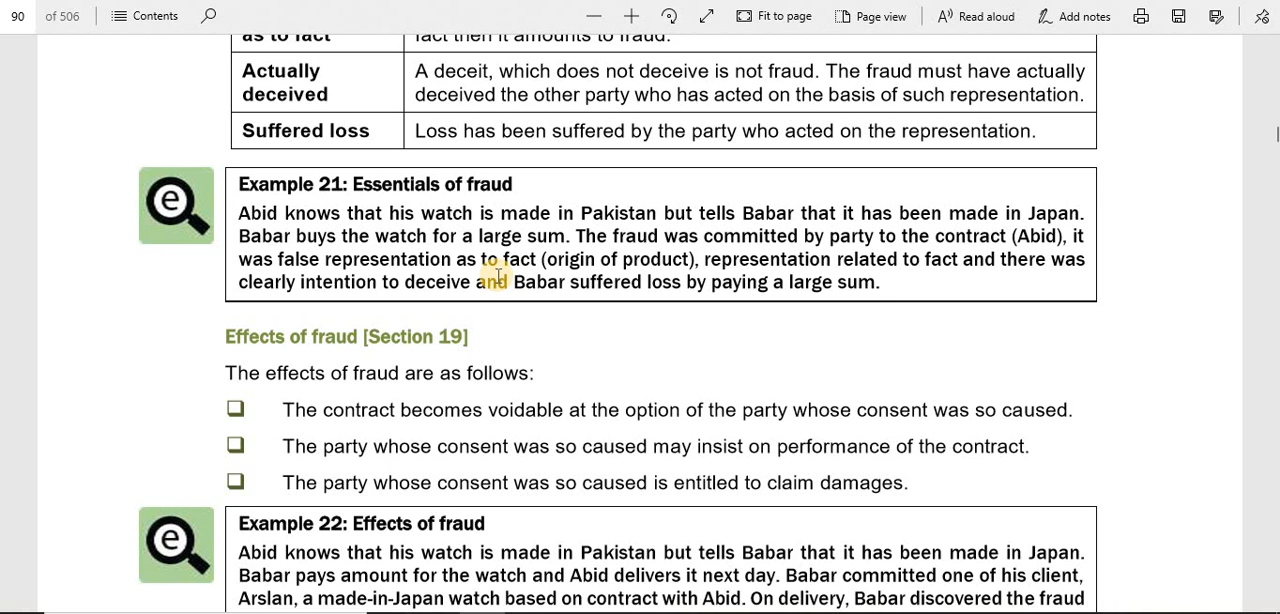 90 of 506 Contents Fit to page Page view Read aloud Add notes
as to fact fact then it amounts to fraud.
Actually deceived
A deceit, which does not deceive is not fraud. The fraud must have actually
deceived the other party who has acted on the basis of such representation.
Suffered loss Loss has been suffered by the party who acted on the representation.
Example 21: Essentials of fraud
Abid knows that his watch is made in Pakistan but tells Babar that it has been made in Japan.
Babar buys the watch for a large sum. The fraud was committed by party to the contract (Abid), it
was false representation as to fact (origin of product), representation related to fact and there was
clearly intention to deceive and Babar suffered loss by paying a large sum.
Effects of fraud [Section 19]
The effects of fraud are as follows:
The contract becomes voidable at the option of the party whose consent was so caused.
The party whose consent was so caused may insist on performance of the contract.
The party whose consent was so caused is entitled to claim damages.
Example 22: Effects of fraud
Abid knows that his watch is made in Pakistan but tells Babar that it has been made in Japan.
Babar pays amount for the watch and Abid delivers it next day. Babar committed one of his client,
Arslan, a made-in-Japan watch based on contract with Abid. On delivery, Babar discovered the fraud